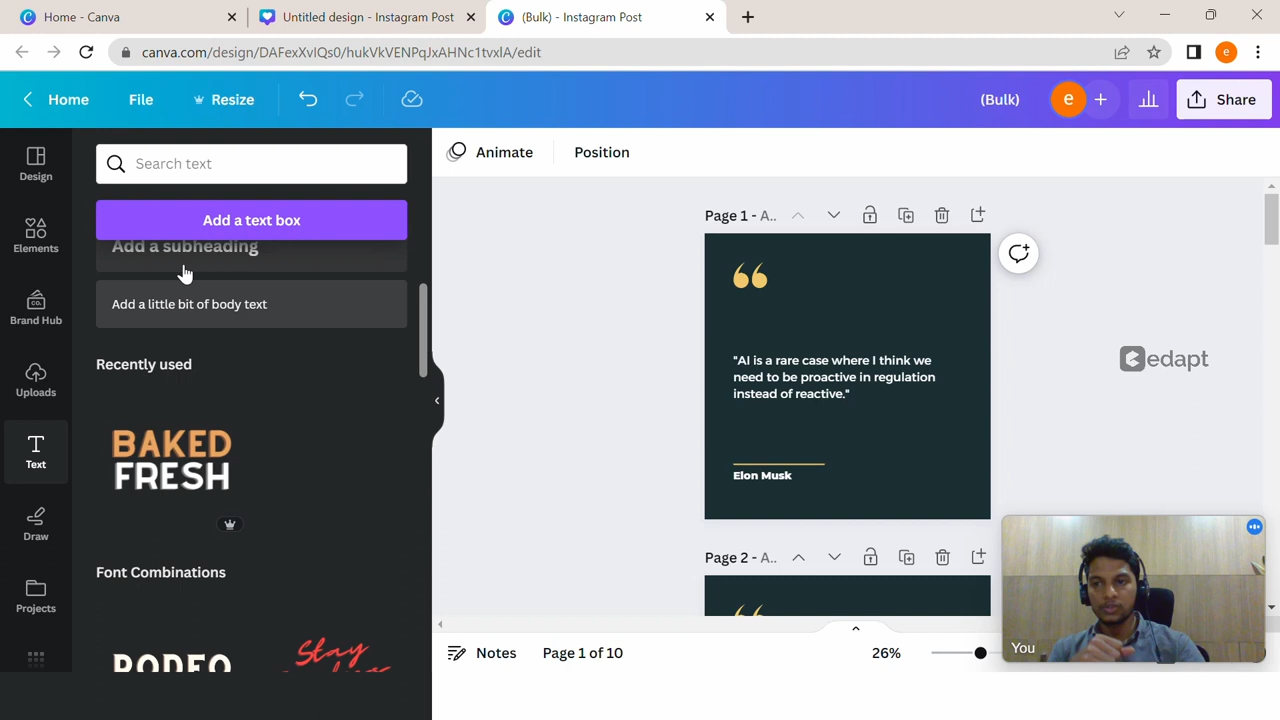 Home - Canva
Untitled design - Instagram Post
(Bulk) - Instagram Post
canva.com/design/DAFexXvIQs0/hukVkVENPqJxAHNc1tvxIA/edit
e
Home
File
Resize
(Bulk)
e
Share
Design
Elements
CO.
Brand Hub
Uploads
Text
Draw
Projects
Search text
Add a text box
Add a subheading
Add a little bit of body text
Recently used
BAKED
FRESH
Font Combinations
RODEO
Stay
Animate
Position
Page 1 - A..
"AI is a rare case where I think we
need to be proactive in regulation
instead of reactive."
Elon Musk
edapt
Page 2 - A..
You
Notes
Page 1 of 10
26%